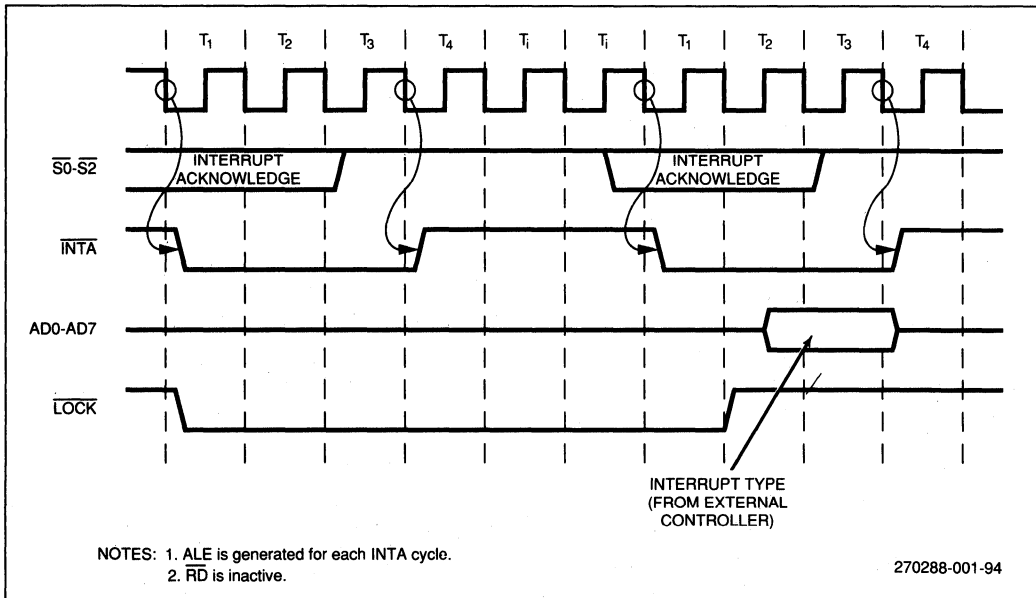 T1 T2 T3 T4 Ti Ti T1 T2 T3 T4
S0-S2
INTERRUPT
ACKNOWLEDGE
INTERRUPT
ACKNOWLEDGE
INTA
AD0-AD7
LOCK
INTERRUPT TYPE
(FROM EXTERNAL
CONTROLLER)
NOTES: 1. ALE is generated for each INTA cycle.
2. RD is inactive.
270288-001-94